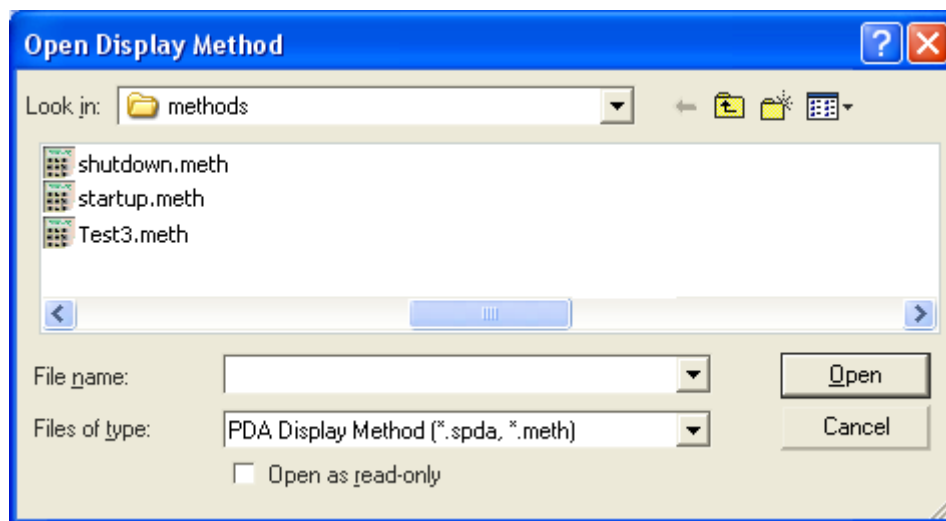 Open Display Method
Look in: methods
shutdown.meth
startup.meth
Test3.meth
File name:
Open
Files of type: PDA Display Method (*.spda, *.meth)
Cancel
Open as read-only